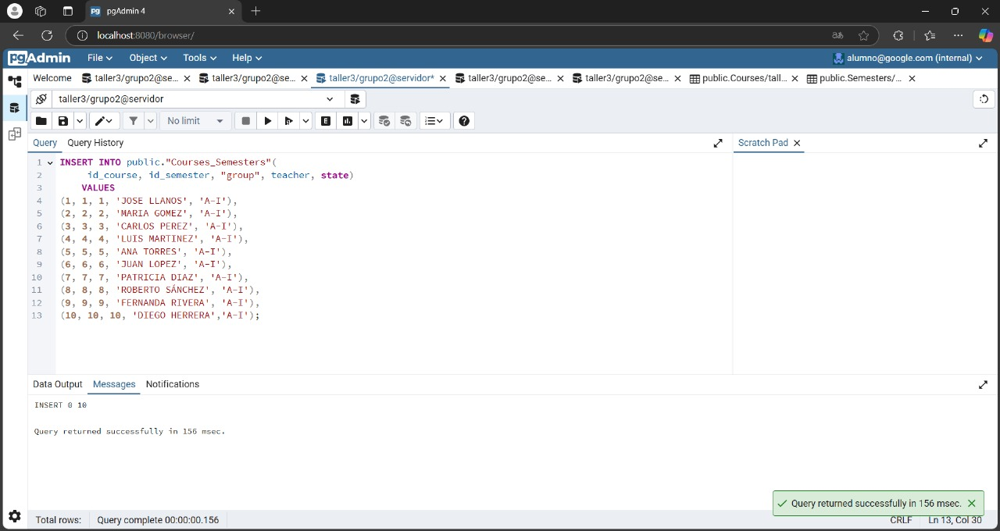 pgAdmin 4
localhost:8080/browser/
pgAdmin File Object Tools Help alumno@google.com (internal)
Welcome taller3/grupo2@se... taller3/grupo2@se... taller3/grupo2@servidor* taller3/grupo2@se... taller3/grupo2@se... public.Courses/tall... public.Semesters/...
taller3/grupo2@servidor
No limit
Query Query History Scratch Pad
1 INSERT INTO public."Courses_Semesters"(
2 id_course, id_semester, "group", teacher, state)
3 VALUES
4 (1, 1, 1, 'JOSE LLANOS', 'A-I'),
5 (2, 2, 2, 'MARIA GOMEZ', 'A-I'),
6 (3, 3, 3, 'CARLOS PEREZ', 'A-I'),
7 (4, 4, 4, 'LUIS MARTINEZ', 'A-I'),
8 (5, 5, 5, 'ANA TORRES', 'A-I'),
9 (6, 6, 6, 'JUAN LOPEZ', 'A-I'),
10 (7, 7, 7, 'PATRICIA DIAZ', 'A-I'),
11 (8, 8, 8, 'ROBERTO SÁNCHEZ', 'A-I'),
12 (9, 9, 9, 'FERNANDA RIVERA', 'A-I'),
13 (10, 10, 10, 'DIEGO HERRERA','A-I');
Data Output Messages Notifications
INSERT 0 10
Query returned successfully in 156 msec.
Query returned successfully in 156 msec.
Total rows: Query complete 00:00:00.156 CRLF Ln 13, Col 30